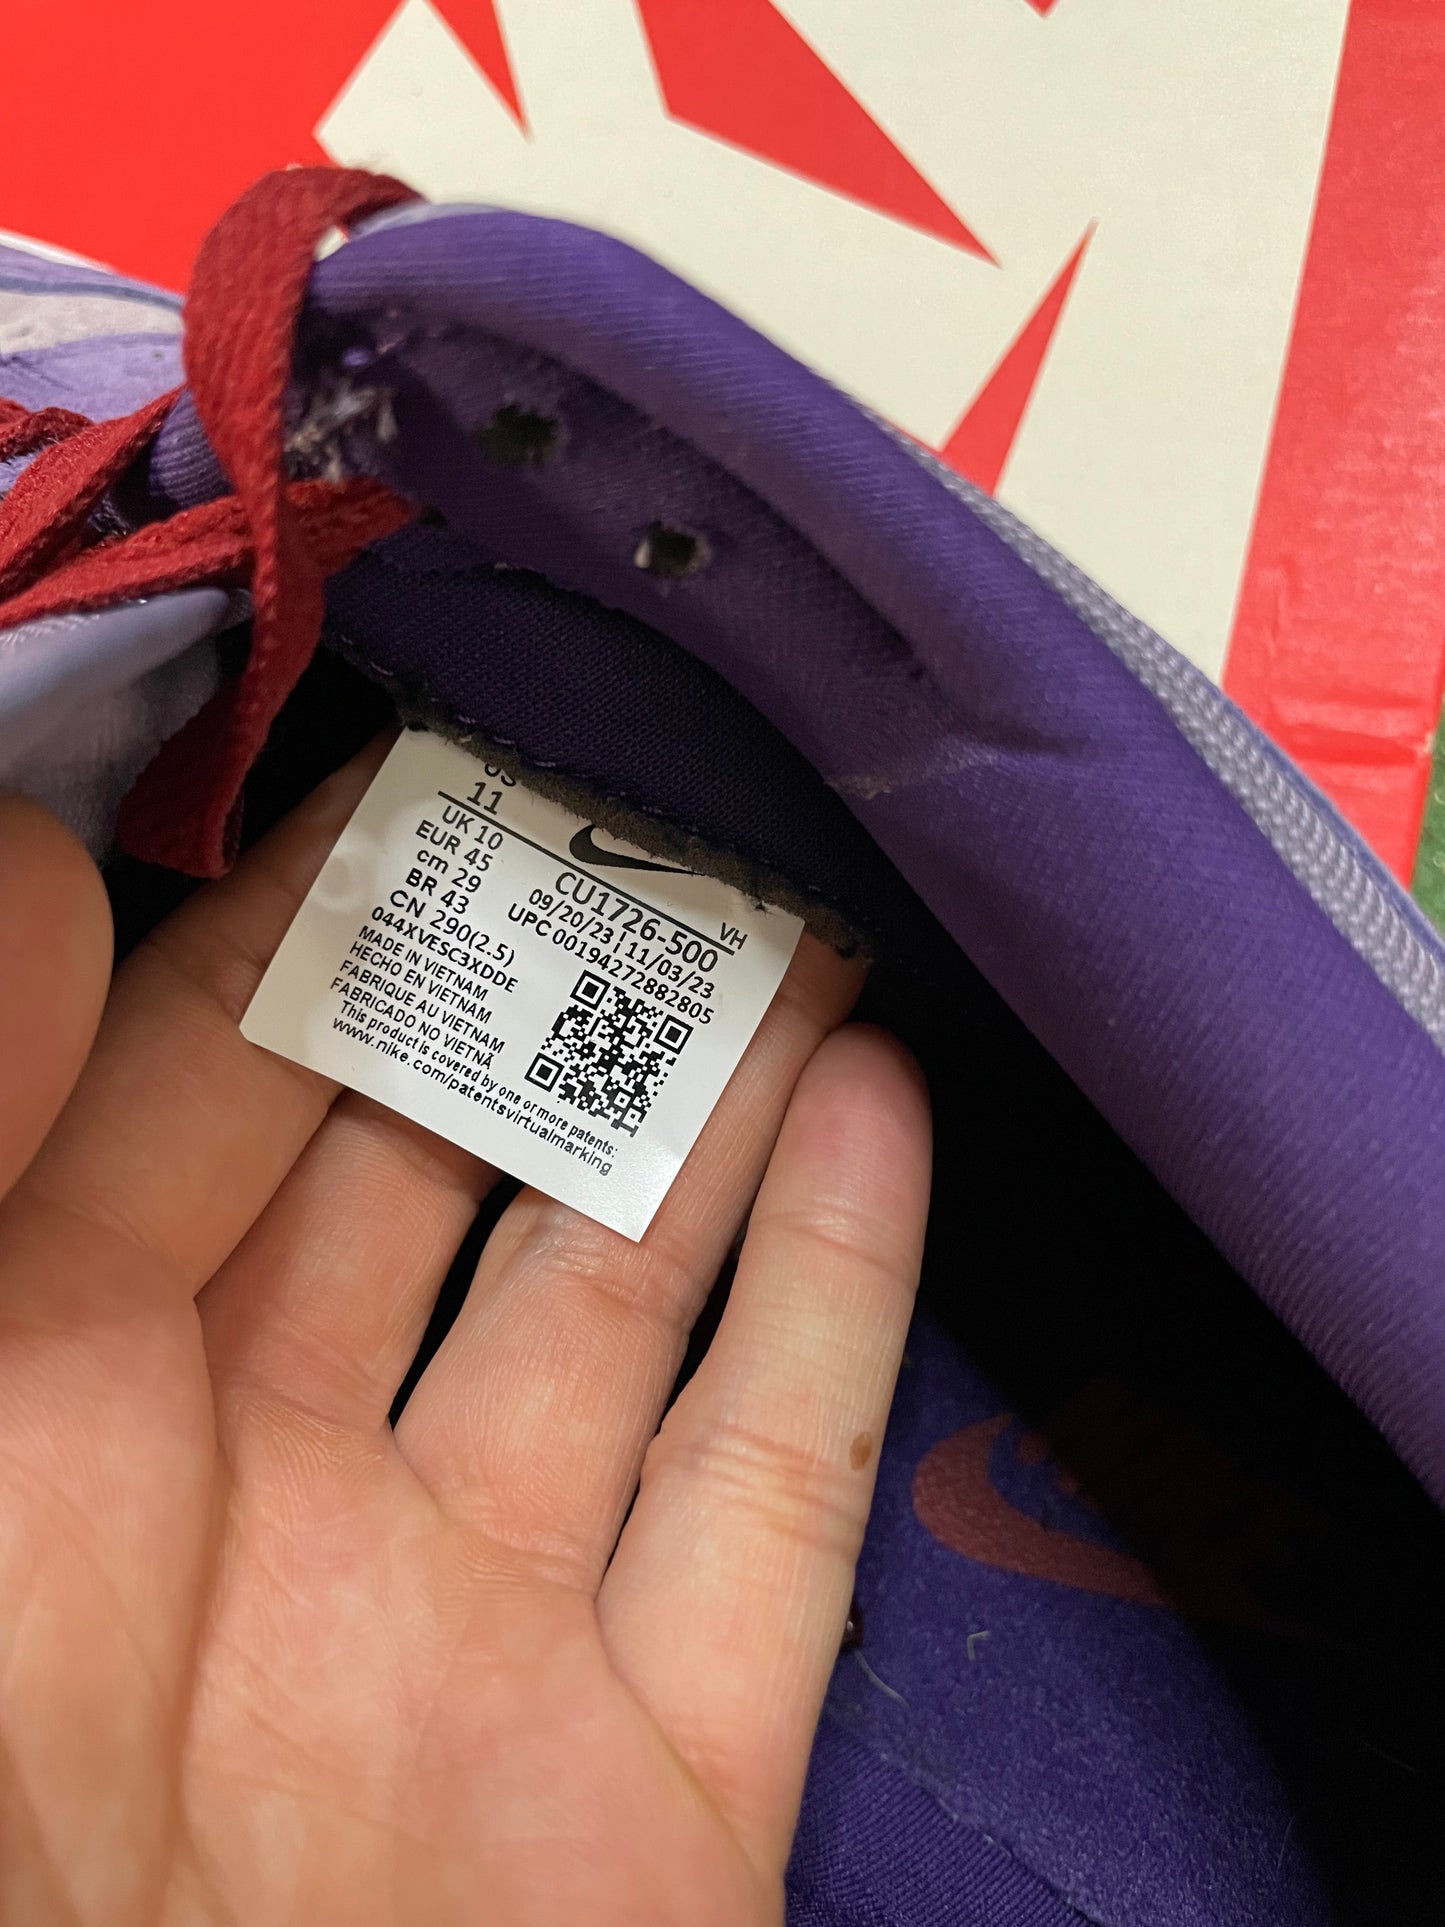 US
11
UK 10
EUR 45
cm 29
BR 43
CN 290(2.5)
044XVESC3XDDE
MADE IN VIETNAM
HECHO EN VIETNAM
FABRIQUE AU VIETNAM
FABRICADO NO VIETNÃ
This product is covered by one or more patents:
www.nike.com/patentsvirtualmarking
VH
CU1726-500
09/20/23 | 11/03/23
UPC 00194272882805